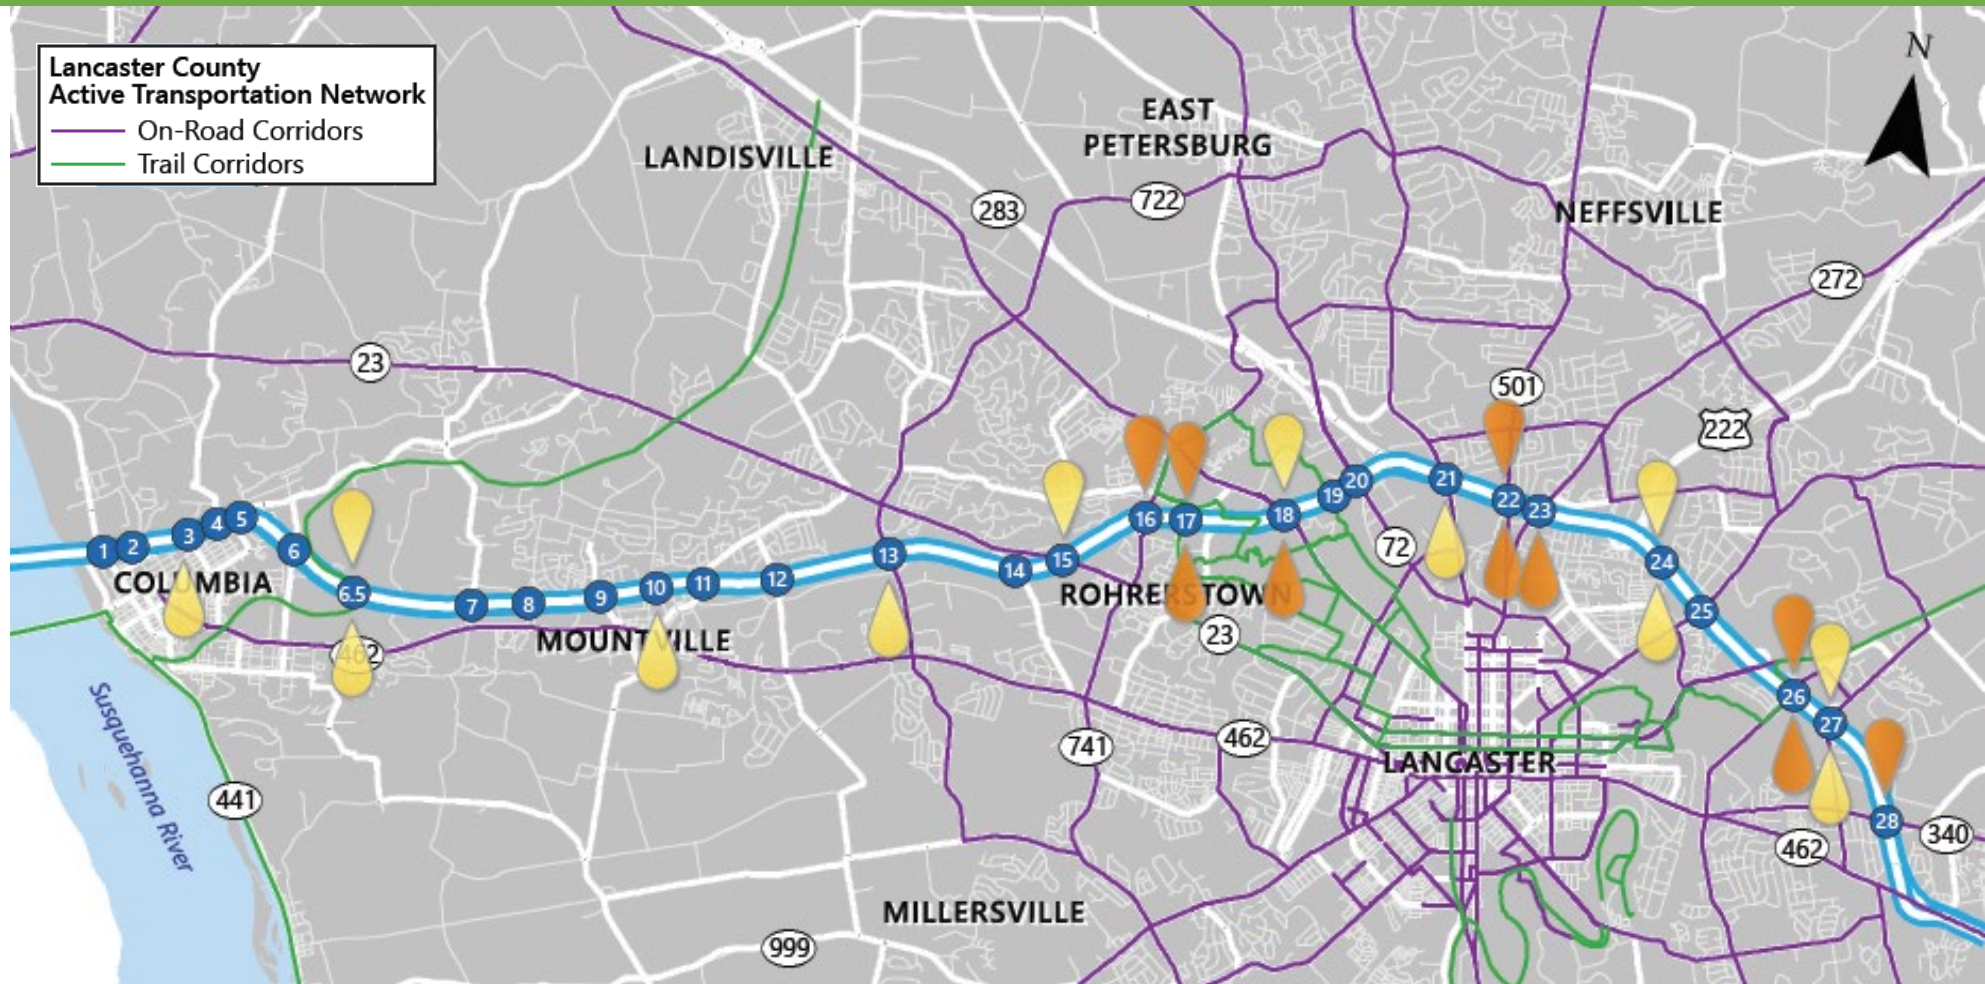 Lancaster County
Active Transportation Network
On-Road Corridors
Trail Corridors
N
EAST
PETERSBURG
LANDISVILLE
283
722
NEFFSVILLE
272
23
501
222
1
2
3
4
5
6
6.5
7
8
9
10
11
12
13
14
15
16
17
18
19
20
21
22
23
24
25
26
27
28
COLUMBIA
ROHRERSTOWN
72
23
462
MOUNTVILLE
Susquehanna River
441
741
462
LANCASTER
462
340
MILLERSVILLE
999